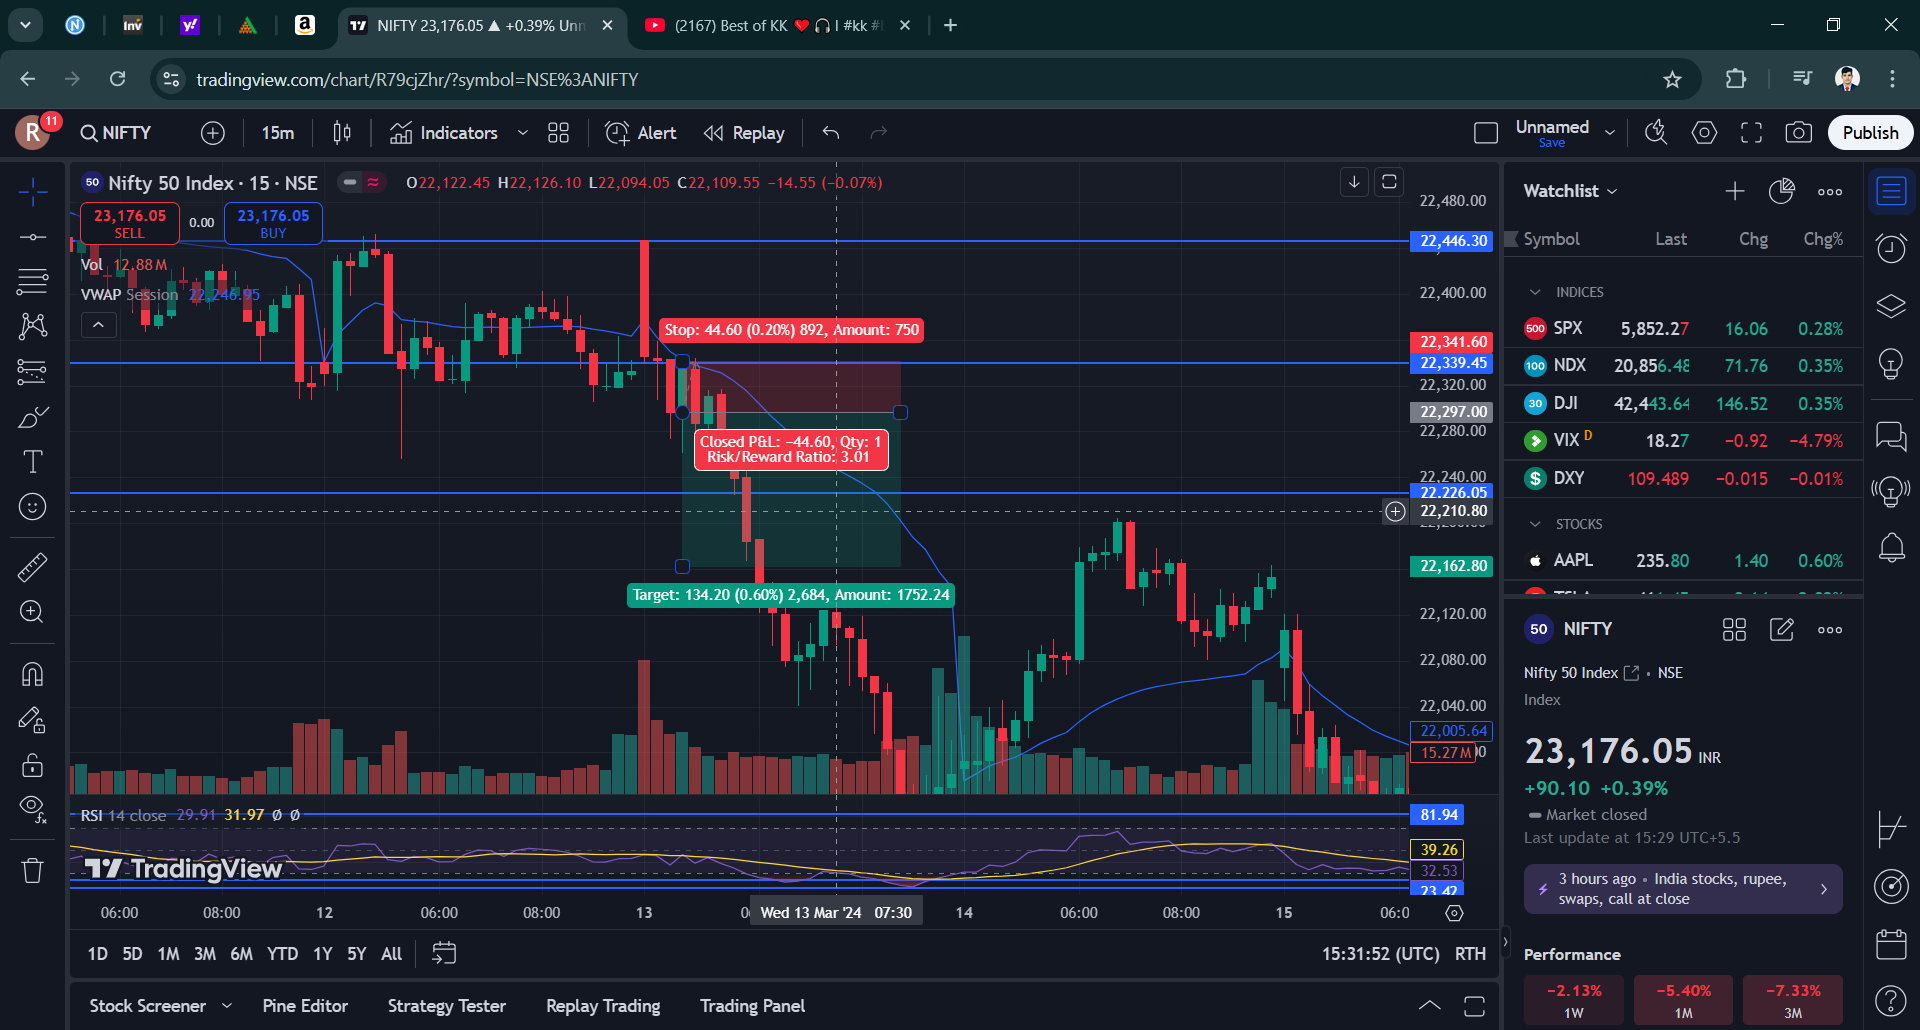 Inv
y!
a
NIFTY 23,176.05 ▲ +0.39% Unn
(2167) Best of KK ❤️🎧 I #kk #
tradingview.com/chart/R79cjZhr/?symbol=NSE%3ANIFTY
R 11
NIFTY
15m
Indicators
Alert
Replay
Unnamed
Save
Publish
50 Nifty 50 Index · 15 · NSE
O22,122.45 H22,126.10 L22,094.05 C22,109.55 −14.55 (−0.07%)
23,176.05
SELL
0.00
23,176.05
BUY
Vol 12.88 M
VWAP Session 22,246.95
Stop: 44.60 (0.20%) 892, Amount: 750
Closed P&L: −44.60, Qty: 1
Risk/Reward Ratio: 3.01
Target: 134.20 (0.60%) 2,684, Amount: 1752.24
22,480.00
22,446.30
22,400.00
22,341.60
22,339.45
22,320.00
22,297.00
22,280.00
22,240.00
22,226.05
22,210.80
22,162.80
22,120.00
22,080.00
22,040.00
22,005.64
15.27 M
RSI 14 close 29.91 31.97 Ø Ø
81.94
39.26
32.53
23.42
TradingView
06:00
08:00
12
06:00
08:00
13
Wed 13 Mar '24 07:30
14
06:00
08:00
15
06:0
1D 5D 1M 3M 6M YTD 1Y 5Y All
15:31:52 (UTC) RTH
Stock Screener
Pine Editor
Strategy Tester
Replay Trading
Trading Panel
Watchlist
Symbol Last Chg Chg%
INDICES
500 SPX 5,852.27 16.06 0.28%
100 NDX 20,856.48 71.76 0.35%
30 DJI 42,443.64 146.52 0.35%
VIX D 18.27 −0.92 −4.79%
$ DXY 109.489 −0.015 −0.01%
STOCKS
AAPL 235.80 1.40 0.60%
50 NIFTY
Nifty 50 Index • NSE
Index
23,176.05 INR
+90.10 +0.39%
Market closed
Last update at 15:29 UTC+5.5
3 hours ago • India stocks, rupee,
swaps, call at close
Performance
−2.13%
1W
−5.40%
1M
−7.33%
3M